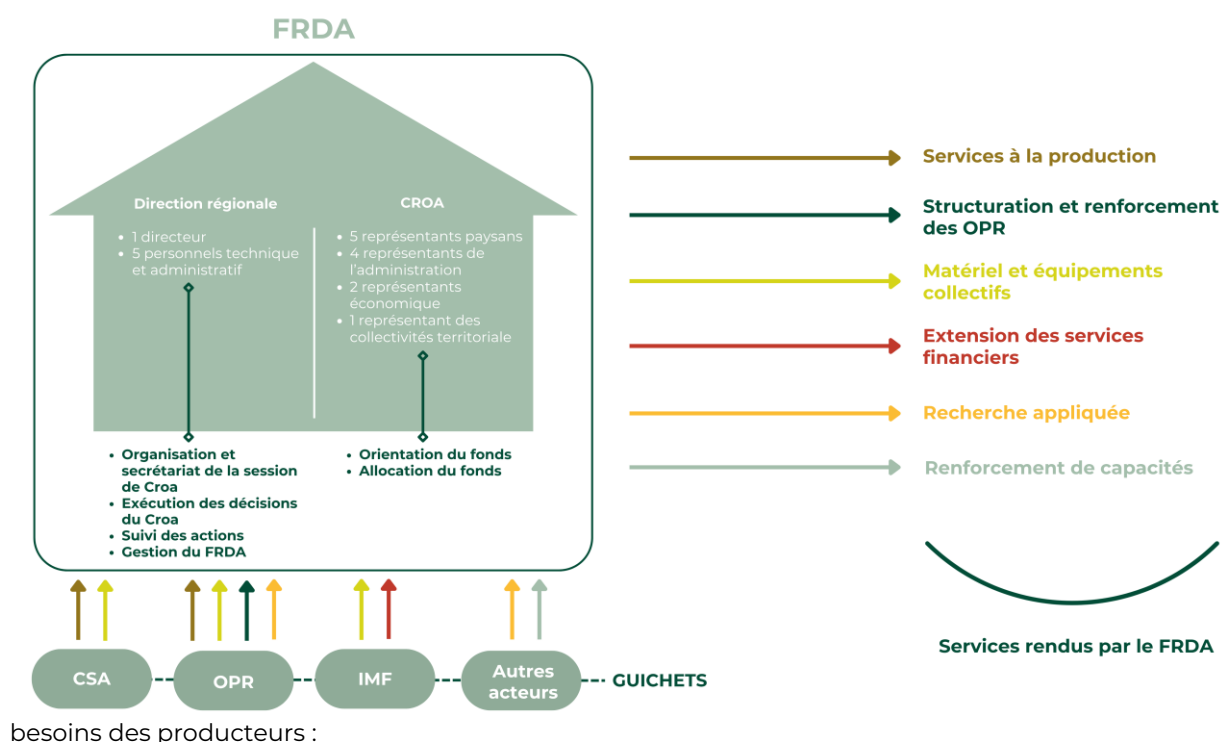 FRDA
Direction régionale
• 1 directeur
• 5 personnels technique
et administratif
CROA
• 5 représentants paysans
• 4 représentants de
l’administration
• 2 représentants
économique
• 1 représentant des
collectivités territoriale
• Organisation et
secrétariat de la session
de Croa
• Exécution des décisions
du Croa
• Suivi des actions
• Gestion du FRDA
• Orientation du fonds
• Allocation du fonds
Services à la production
Structuration et renforcement
des OPR
Matériel et équipements
collectifs
Extension des services
financiers
Recherche appliquée
Renforcement de capacités
Services rendus par le FRDA
CSA
OPR
IMF
Autres
acteurs
GUICHETS
besoins des producteurs :